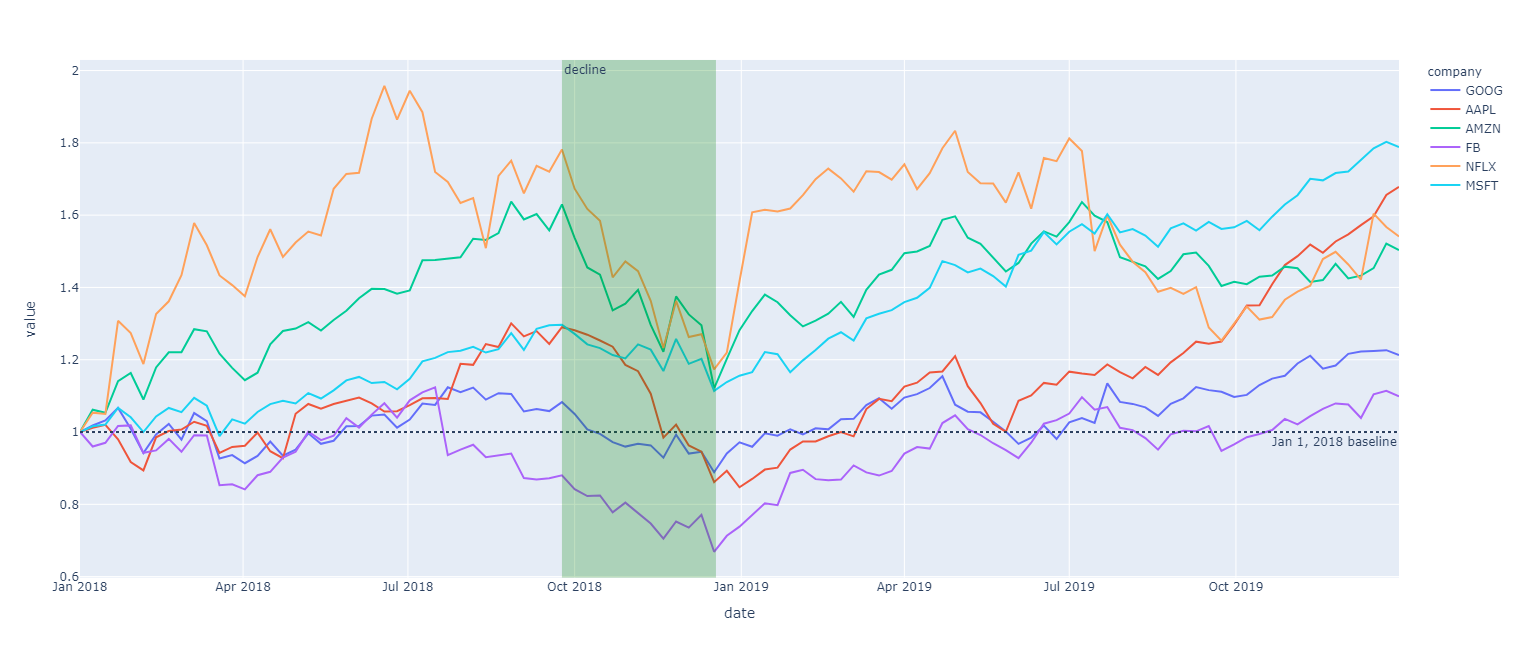 decline
company
GOOG
AAPL
AMZN
FB
NFLX
MSFT
2
1.8
1.6
1.4
1.2
1
0.8
0.6
value
Jan 1, 2018 baseline
Jan 2018
Apr 2018
Jul 2018
Oct 2018
Jan 2019
Apr 2019
Jul 2019
Oct 2019
date